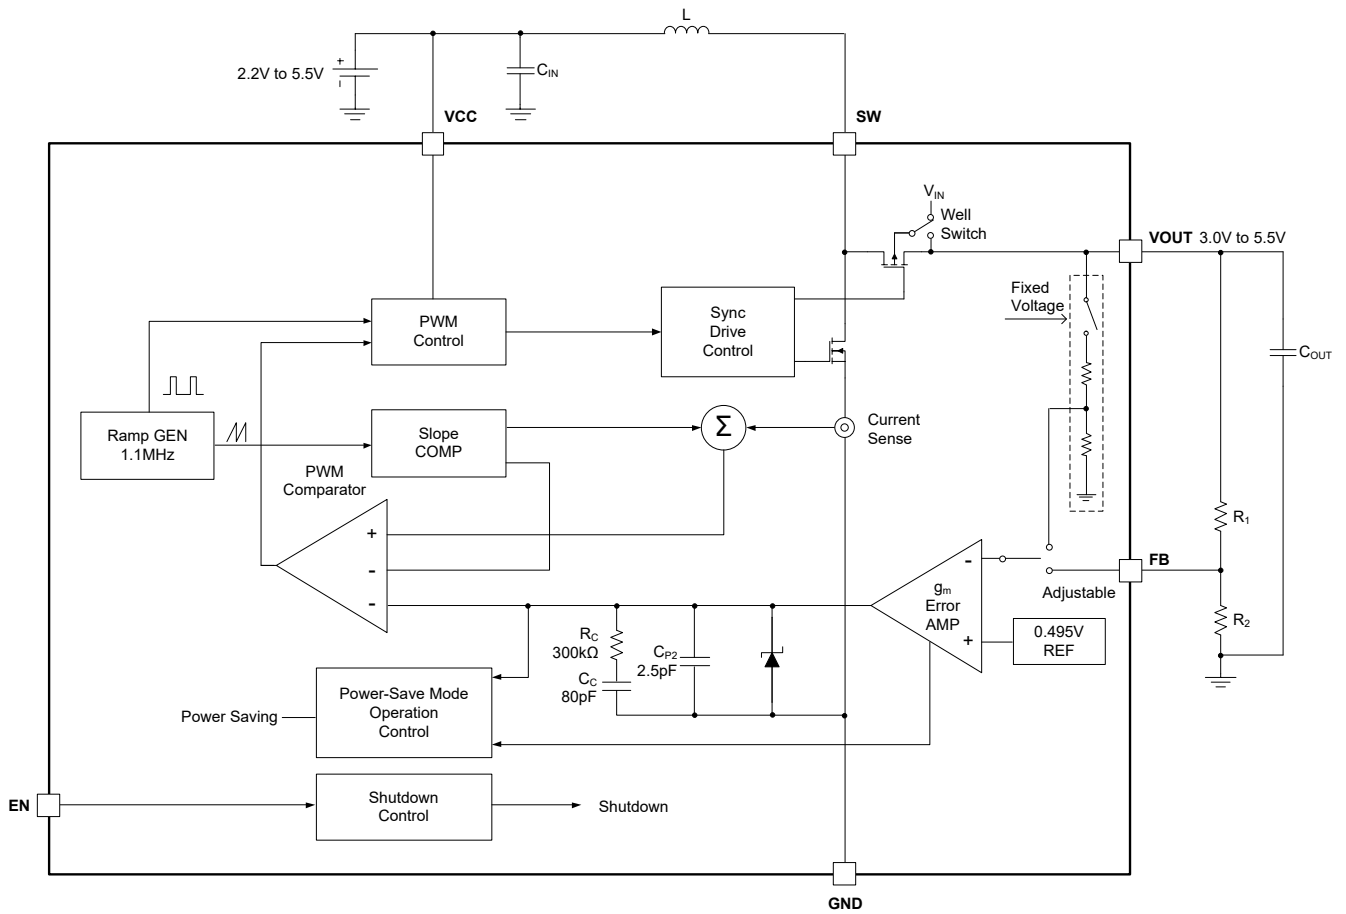 L
2.2V to 5.5V
+
-
CIN
VCC
SW
VIN
Well
Switch
VOUT 3.0V to 5.5V
Fixed
Voltage
PWM
Control
Sync
Drive
Control
COUT
Ramp GEN
1.1MHz
Slope
COMP
Σ
Current
Sense
PWM
Comparator
+
-
-
R1
FB
-
gm
Error
AMP
+
Adjustable
0.495V
REF
R2
RC
300kΩ
CC
80pF
CP2
2.5pF
Power-Save Mode
Operation
Control
Power Saving
EN
Shutdown
Control
Shutdown
GND